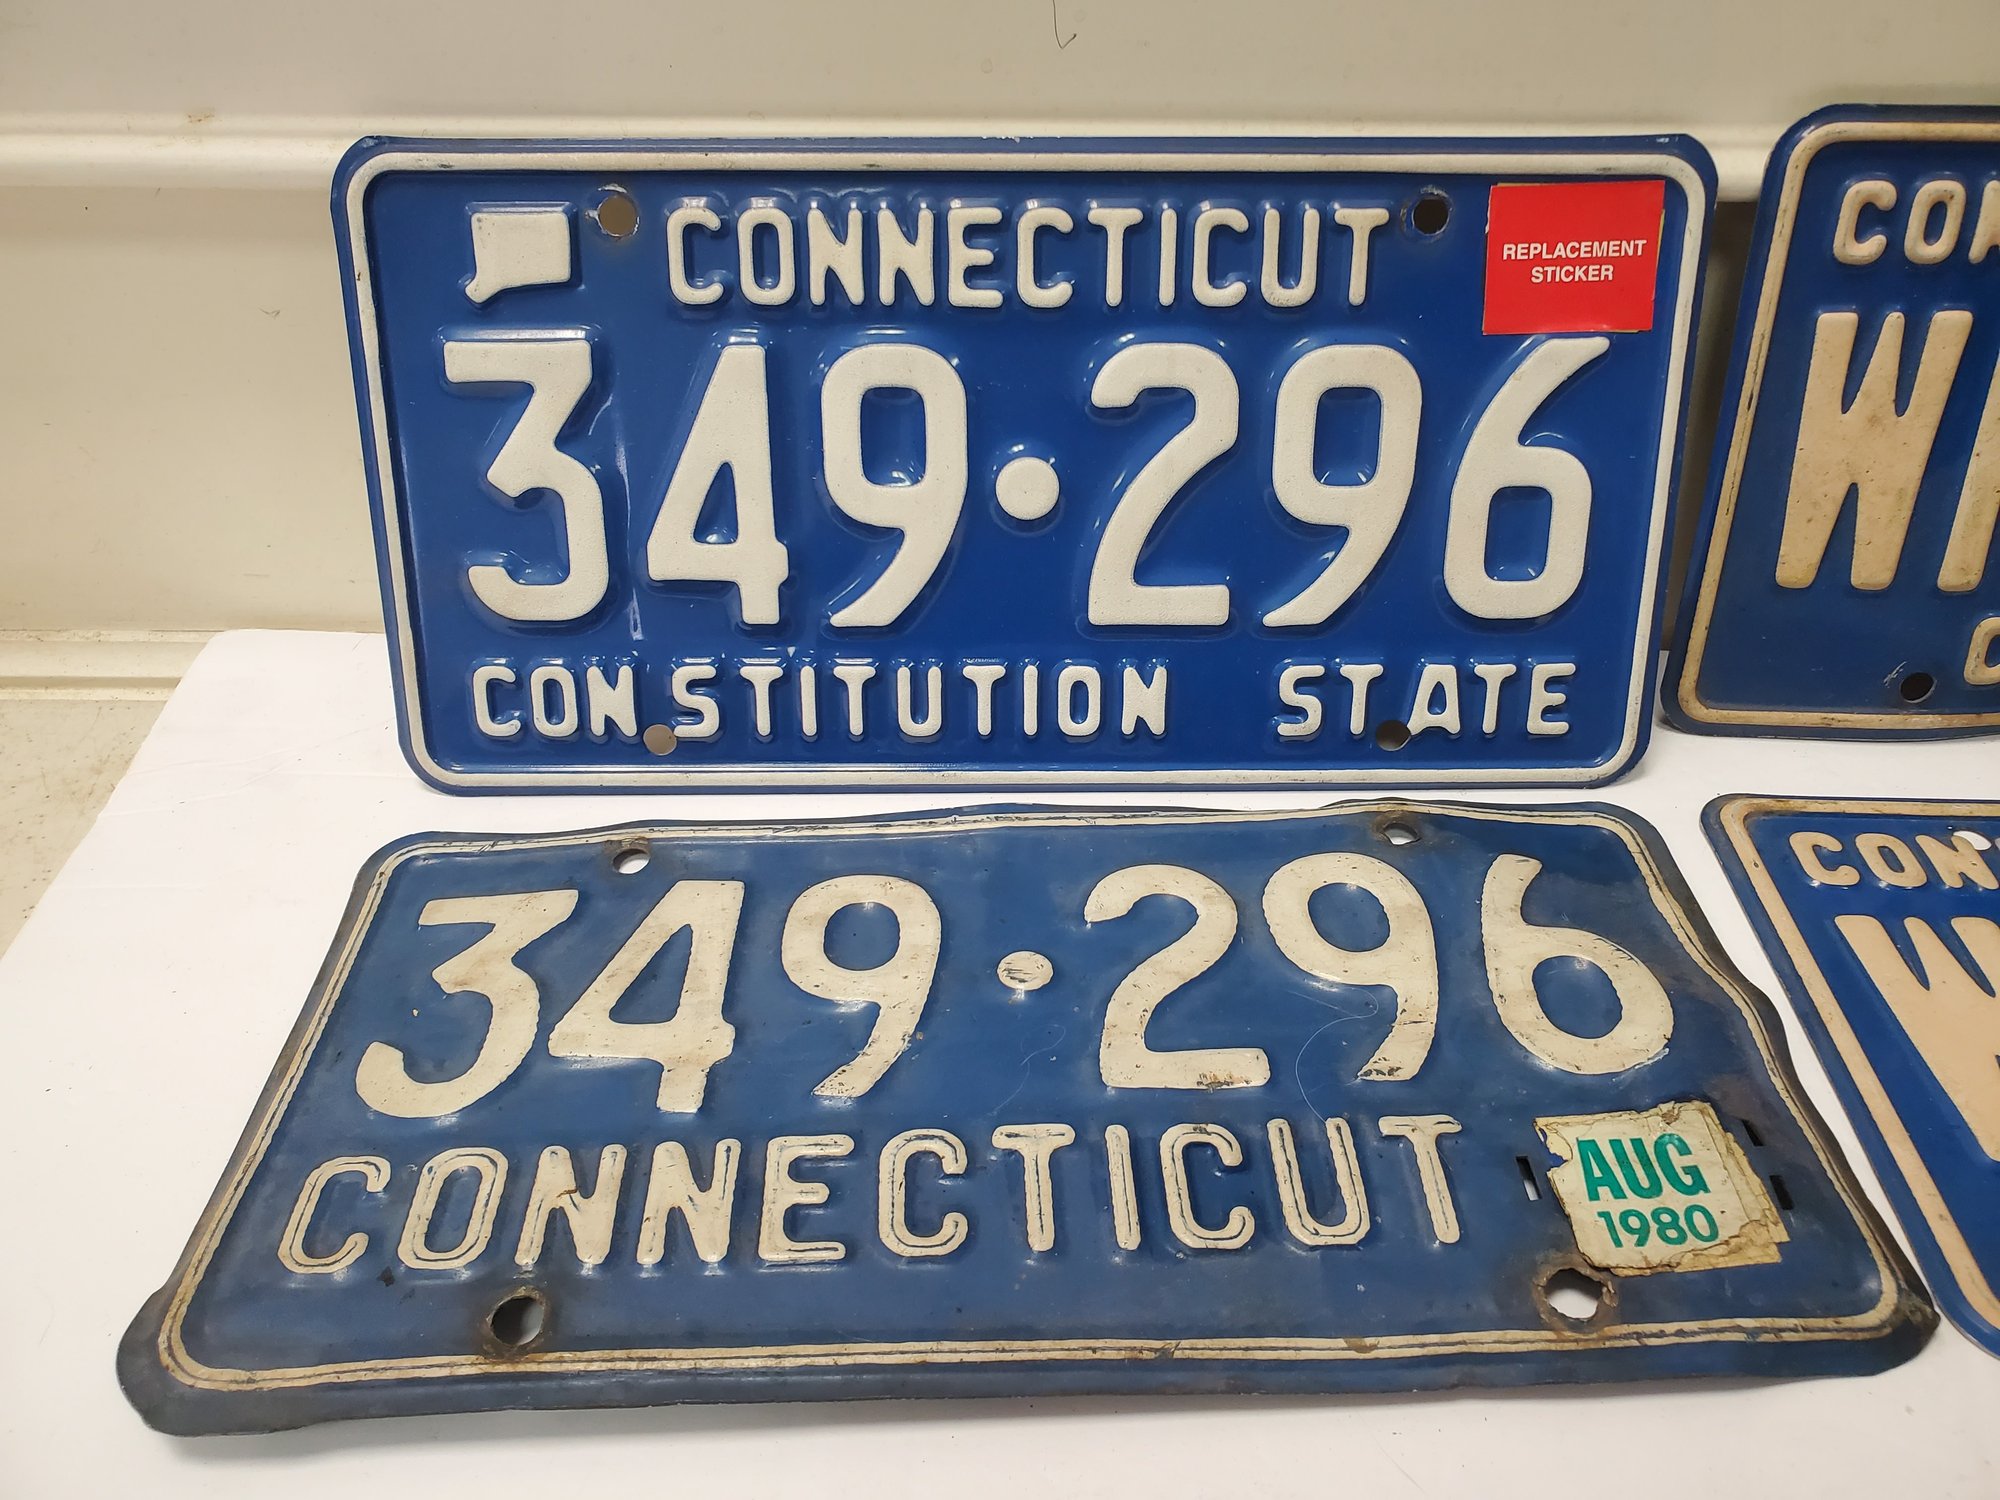 CONNECTICUT
REPLACEMENT
STICKER
349·296
CONSTITUTION STATE
349·296
CONNECTICUT
AUG
1980